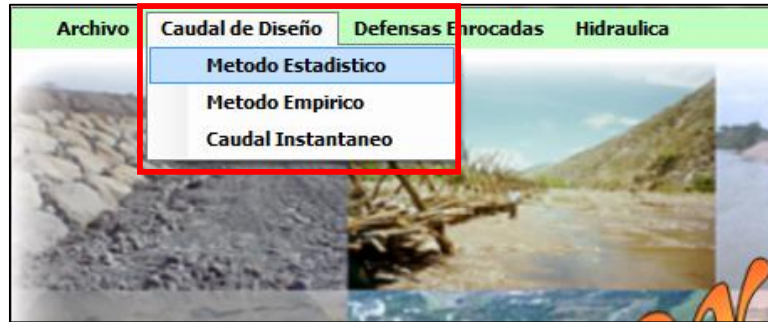 Archivo Caudal de Diseño Defensas Enrocadas Hidraulica
Metodo Estadistico
Metodo Empirico
Caudal Instantaneo